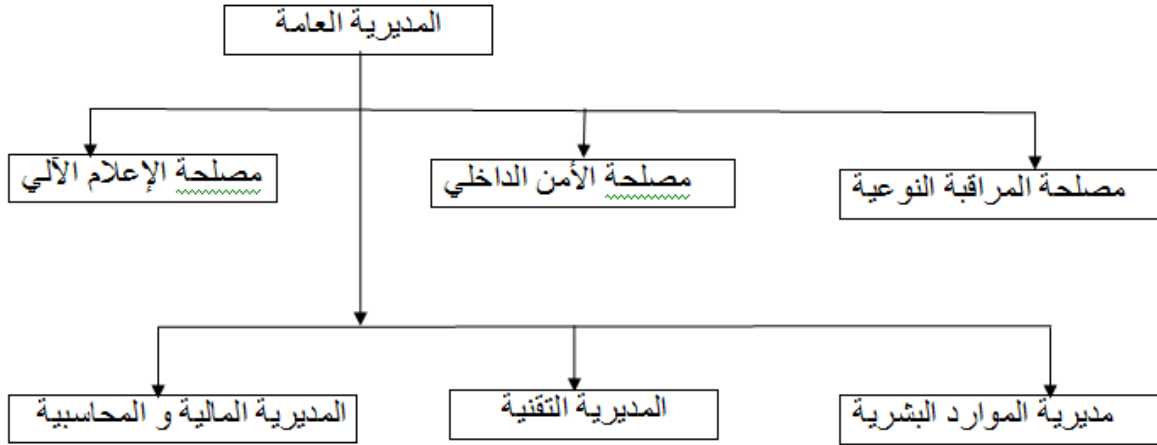 المديرية العامة
مصلحة المراقبة النوعية
مصلحة الأمن الداخلي
مصلحة الإعلام الآلي
مديرية الموارد البشرية
المديرية التقنية
المديرية المالية و المحاسبية